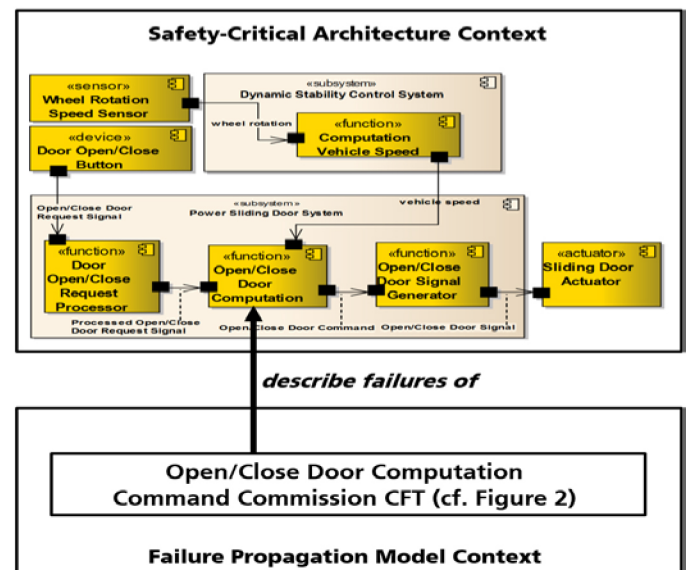 Safety-Critical Architecture Context
«sensor»
Wheel Rotation
Speed Sensor
«subsystem»
Dynamic Stability Control System
wheel rotation
«function»
Computation
Vehicle Speed
«device»
Door Open/Close
Button
Open/Close Door
Request Signal
«subsystem»
Power Sliding Door System
vehicle speed
«function»
Door
Open/Close
Request
Processor
«function»
Open/Close
Door
Computation
«function»
Open/Close
Door Signal
Generator
«actuator»
Sliding Door
Actuator
Processed Open/Close
Door Request Signal
Open/Close Door Command
Open/Close Door Signal
describe failures of
Open/Close Door Computation
Command Commission CFT (cf. Figure 2)
Failure Propagation Model Context